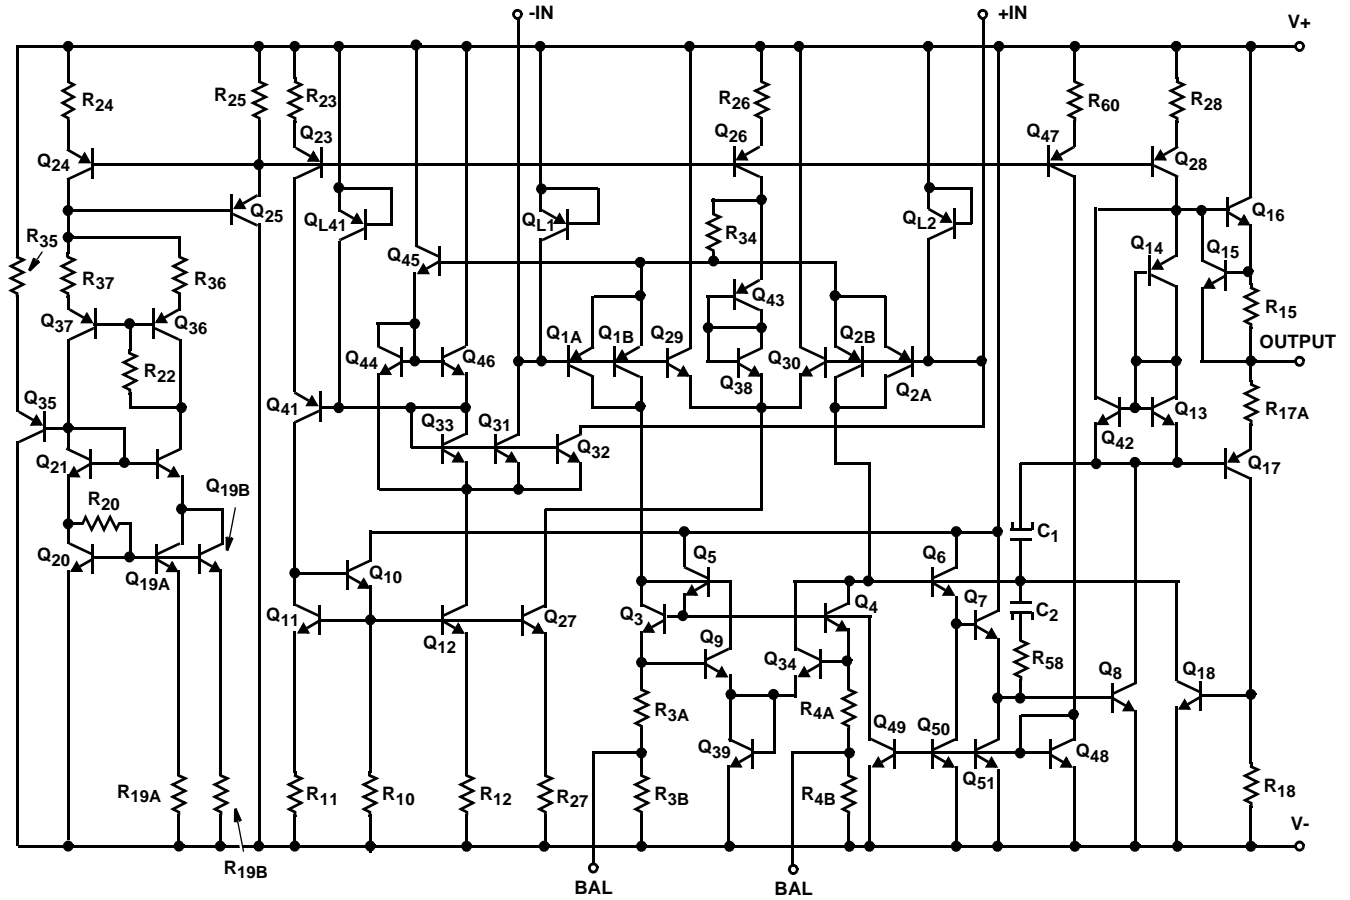 -IN
+IN
V+
R24
R25
R23
R26
R60
R28
Q23
Q26
Q47
Q24
Q28
Q25
QL41
QL1
QL2
Q16
R35
R34
Q45
Q14
Q15
R37
R36
Q43
R15
Q37
Q36
Q1A
Q1B
Q29
Q2B
OUTPUT
Q44
Q46
Q30
R22
Q38
Q2A
Q35
Q41
Q33
Q31
Q13
R17A
Q42
Q32
Q21
Q17
Q19B
R20
C1
Q20
Q19A
Q10
Q5
Q6
Q11
Q12
Q27
Q3
Q4
Q7
C2
Q9
Q34
R58
Q8
Q18
R3A
R4A
Q39
Q49
Q50
Q48
Q51
R19A
R11
R10
R12
R27
R3B
R4B
R18
V-
R19B
BAL
BAL